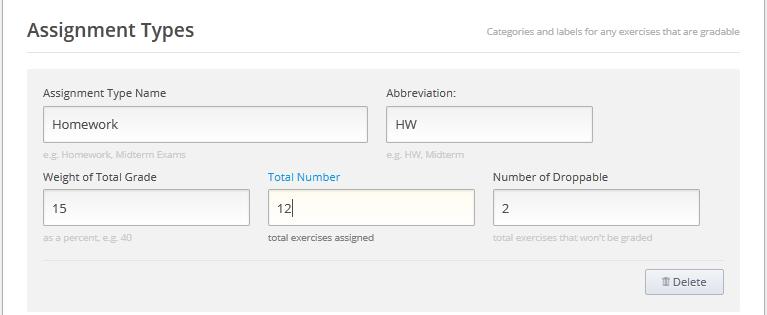 Assignment Types
Categories and labels for any exercises that are gradable
Assignment Type Name
Abbreviation:
Homework
HW
e.g. Homework, Midterm Exams
e.g. HW, Midterm
Weight of Total Grade
Total Number
Number of Droppable
15
12
2
as a percent, e.g. 40
total exercises assigned
total exercises that won't be graded
Delete